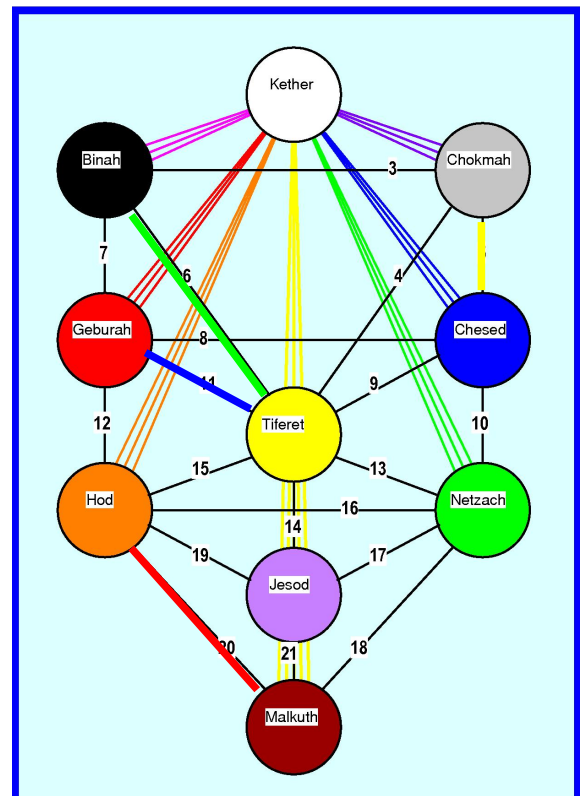 Kether
Binah
Chokmah
3
7
6
4
Geburah
8
Chesed
11
9
12
Tiferet
10
15
13
Hod
16
Netzach
14
19
17
Jesod
20
21
18
Malkuth